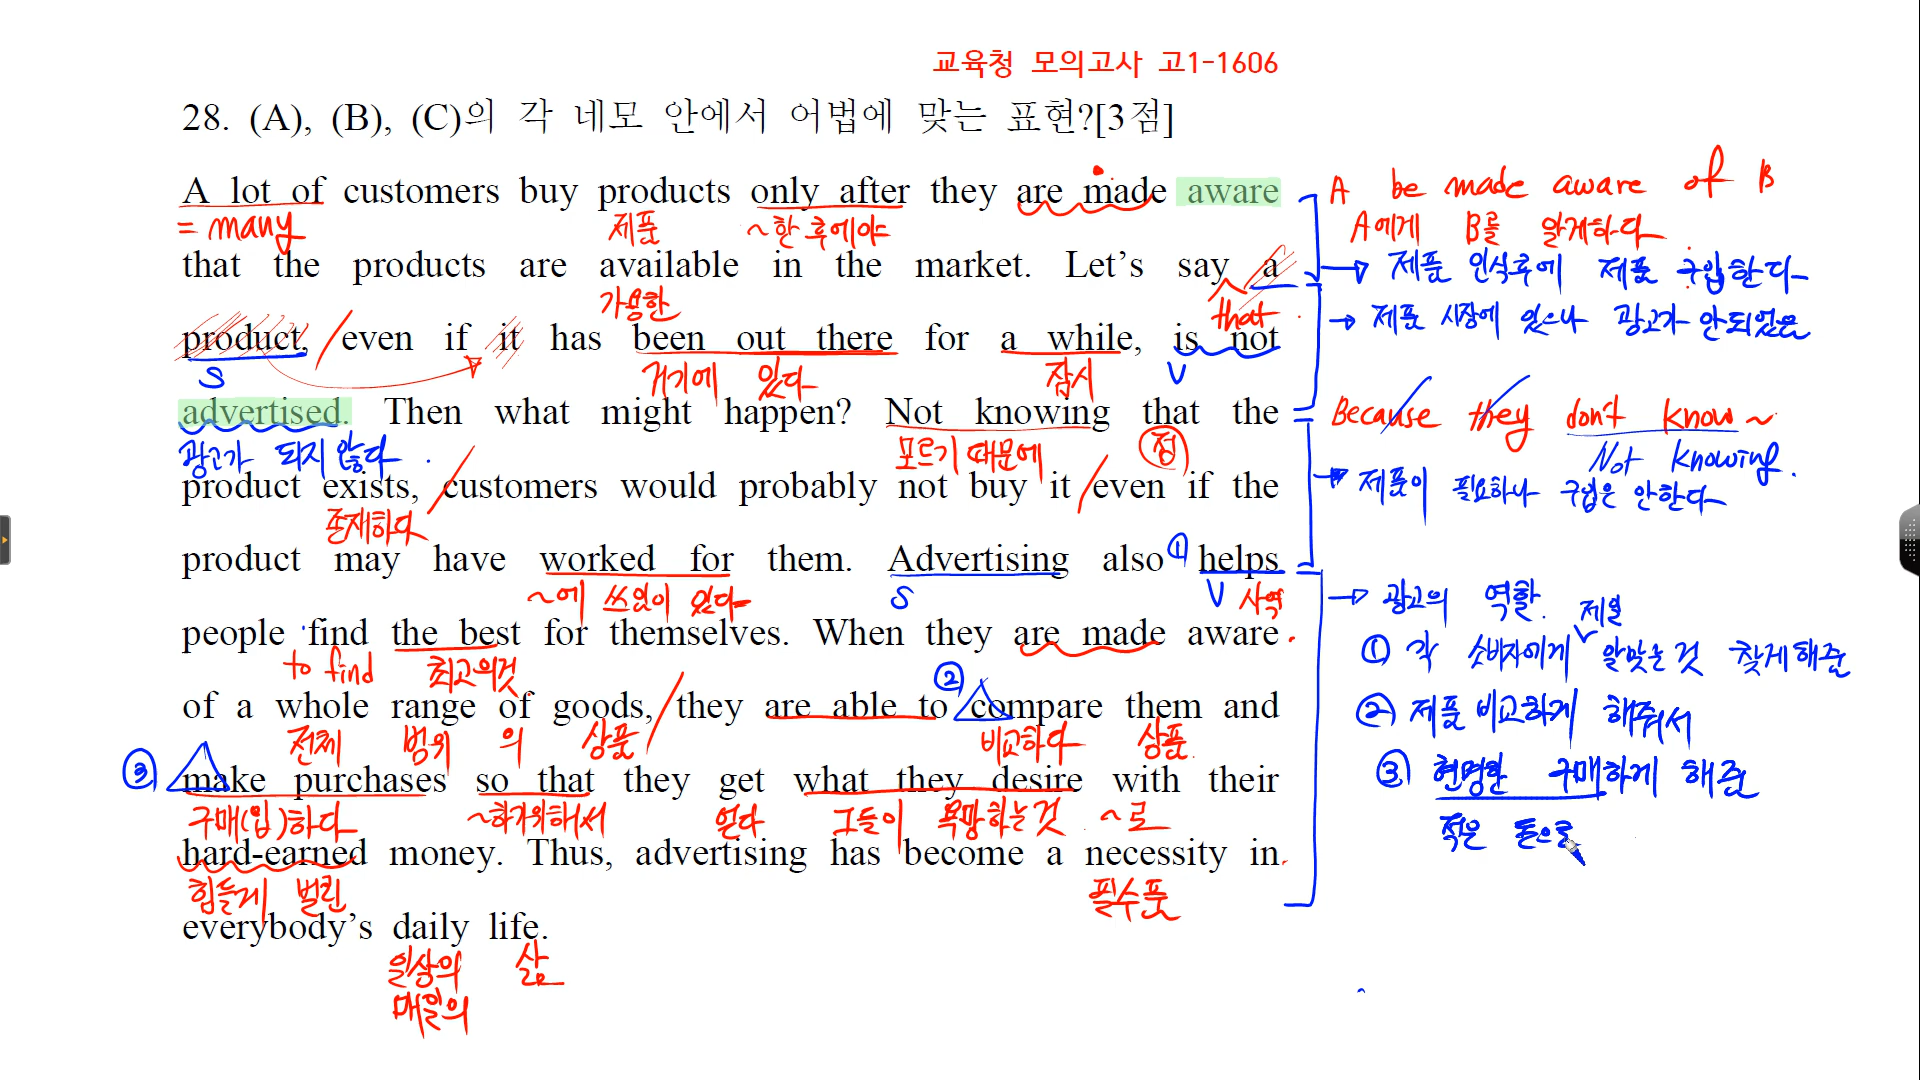 교육청 모의고사 고1-1606
28. (A), (B), (C)의 각 네모 안에서 어법에 맞는 표현?[3점]
A lot of customers buy products only after they are made aware
= many 제품 ~한 후에야
that the products are available in the market. Let's say a
가용한 that
product, even if it has been out there for a while, is not
S 거기에 있다 잠시 V
advertised. Then what might happen? Not knowing that the
광고가 되지 않다. 모르기 때문에 접
product exists, customers would probably not buy it even if the
존재하다
product may have worked for them. Advertising also ① helps
~에 쓰임이 있다 S V 사역
people find the best for themselves. When they are made aware
to find 최고의것 ②
of a whole range of goods, they are able to compare them and
전체 범위 의 상품 비교하다 상품
③ make purchases so that they get what they desire with their
구매(입)하다 ~하기위해서 얻다 그들이 욕망하는것 ~로
hard-earned money. Thus, advertising has become a necessity in
힘들게 벌린 필수품
everybody's daily life.
일상의 삶
매일의
A be made aware of B
A에게 B를 알게하다
→ 제품 인식후에 제품 구입한다
→ 제품 시장에 있으나 광고가 안되었은
Because they don't know ~
Not knowing.
→ 제품이 필요하나 구입은 안한다
→ 광고의 역할.
제일
① 각 소비자에게 알맞는 것 찾게해준
② 제품 비교하게 해줘서
③ 현명한 구매하게 해준
적은 돈으로